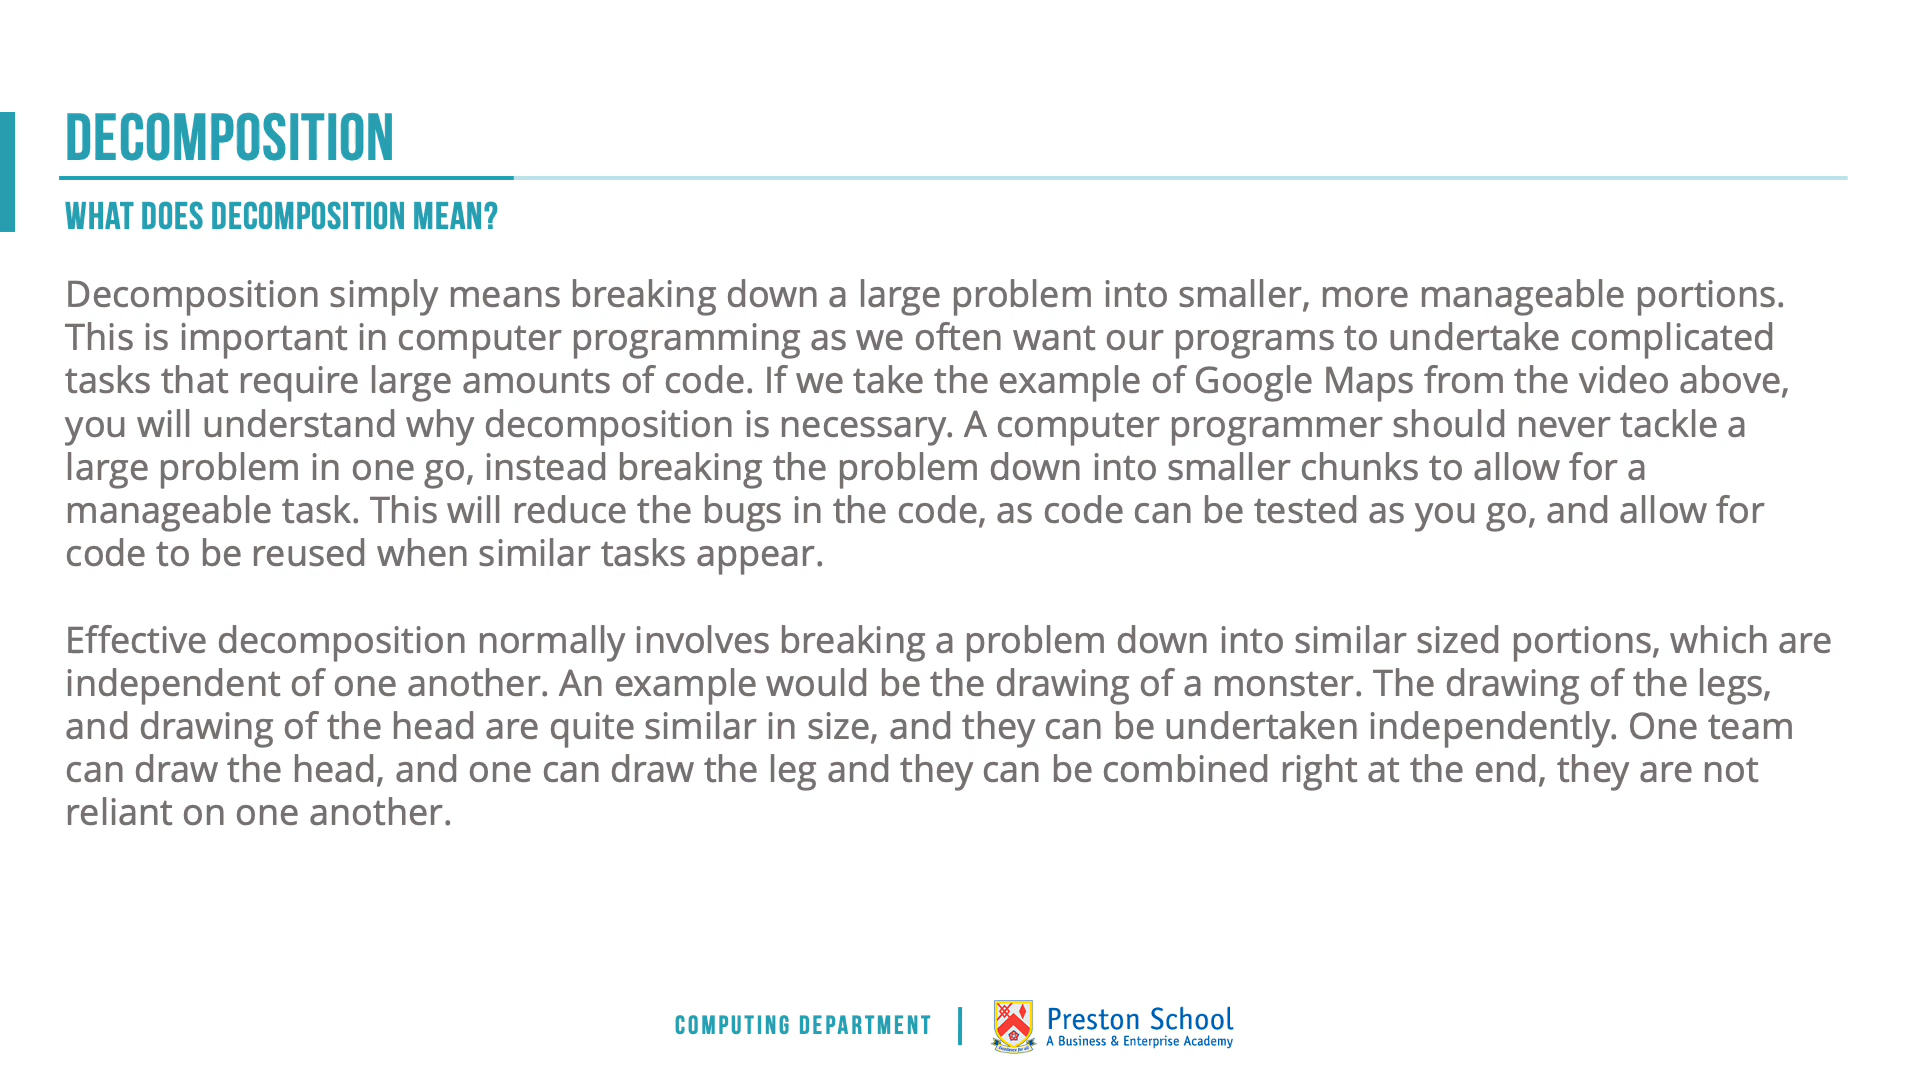 DECOMPOSITION
WHAT DOES DECOMPOSITION MEAN?
Decomposition simply means breaking down a large problem into smaller, more manageable portions.
This is important in computer programming as we often want our programs to undertake complicated
tasks that require large amounts of code. If we take the example of Google Maps from the video above,
you will understand why decomposition is necessary. A computer programmer should never tackle a
large problem in one go, instead breaking the problem down into smaller chunks to allow for a
manageable task. This will reduce the bugs in the code, as code can be tested as you go, and allow for
code to be reused when similar tasks appear.
Effective decomposition normally involves breaking a problem down into similar sized portions, which are
independent of one another. An example would be the drawing of a monster. The drawing of the legs,
and drawing of the head are quite similar in size, and they can be undertaken independently. One team
can draw the head, and one can draw the leg and they can be combined right at the end, they are not
reliant on one another.
COMPUTING DEPARTMENT
Preston School
A Business & Enterprise Academy